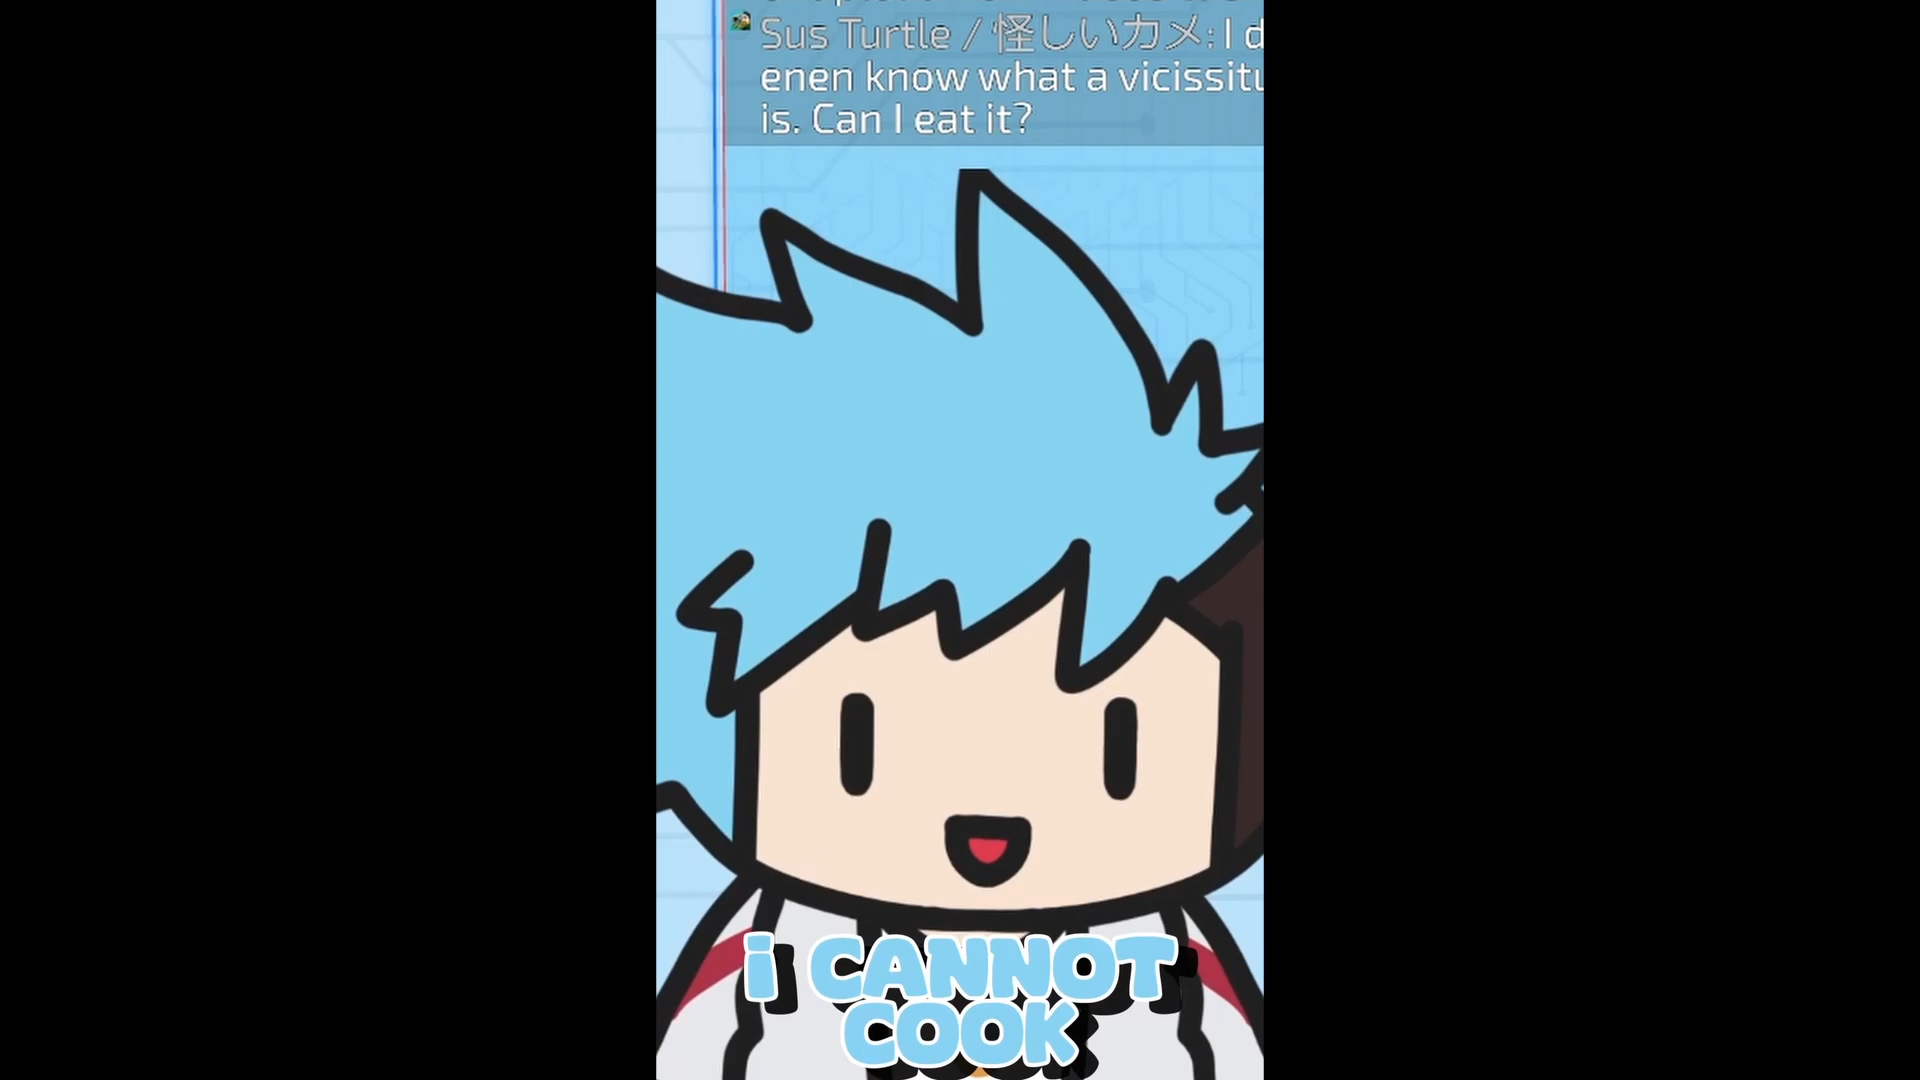 Sus Turtle / 怪しいカメ: I d
enen know what a vicissitu
is. Can I eat it?
i CANNOT
COOK